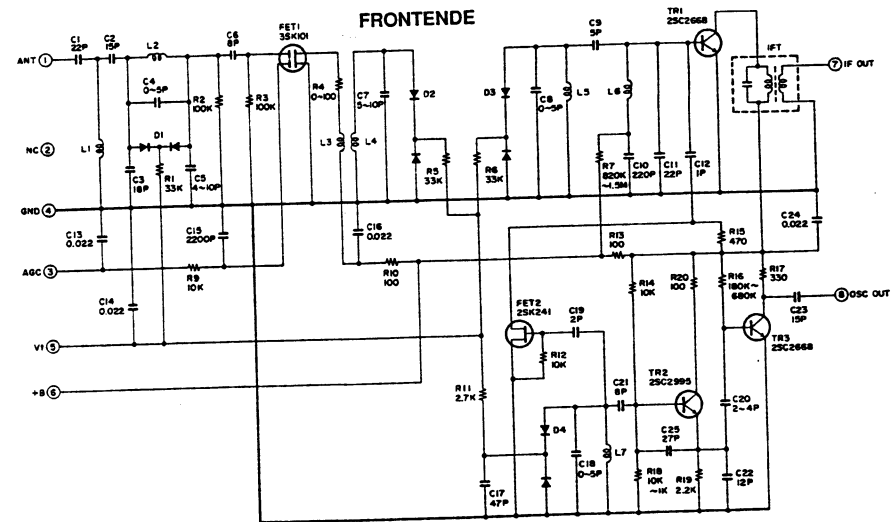 FRONTENDE
C1
22P
C2
15P
L2
C6
8P
FET1
3SK101
C9
5P
TR1
2SC2668
IFT
ANT 1
C4
0~5P
R2
100K
R3
100K
R4
0~100
C7
5~10P
D2
D3
C8
0~5P
L5
L6
7 IF OUT
NC 2
L1
D1
C3
18P
R1
33K
C5
4~10P
L3
L4
R5
33K
R6
33K
R7
820K
~1.5M
C10
220P
C11
22P
C12
1P
GND 4
C13
0.022
C15
2200P
C16
0.022
C24
0.022
AGC 3
R9
10K
R10
100
R13
100
R15
470
C14
0.022
R14
10K
R20
100
R16
180K~
680K
R17
330
8 OSC OUT
C23
15P
FET2
2SK241
C19
2P
Vt 5
R12
10K
TR3
2SC2668
+B 6
R11
2.7K
C21
8P
TR2
2SC2995
C20
2~4P
D4
C25
27P
C18
0~5P
L7
C17
47P
R18
10K
~1K
R19
2.2K
C22
12P